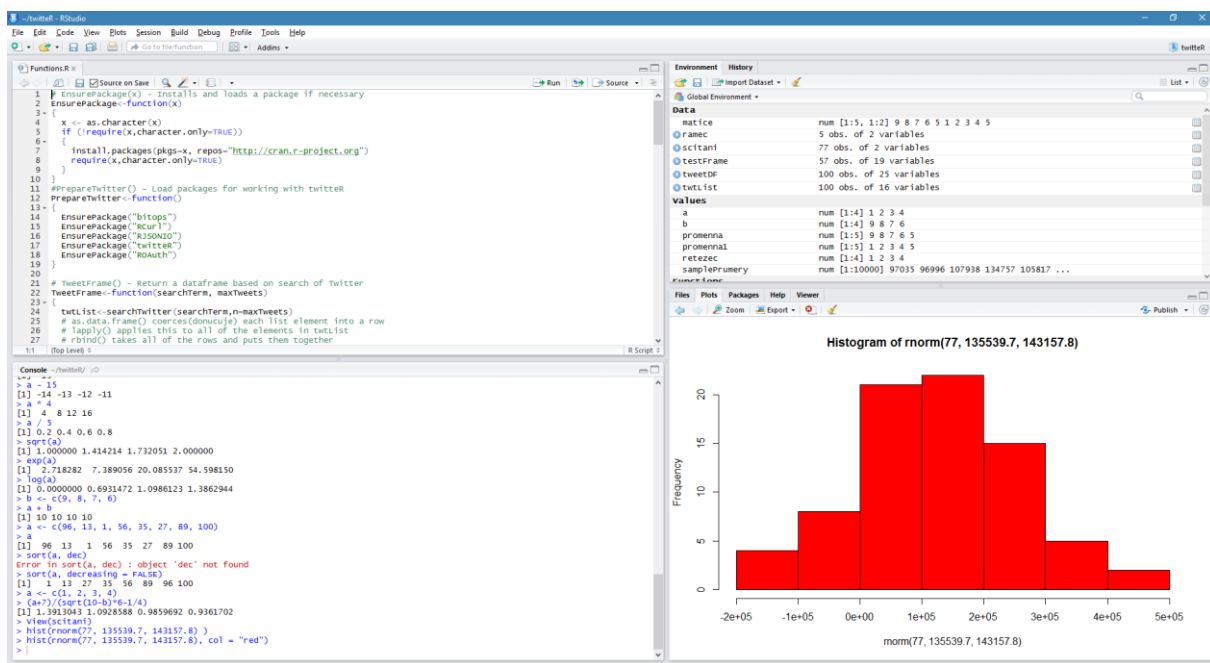 ~/twitteR - RStudio
File Edit Code View Plots Session Build Debug Profile Tools Help
Go to file/function Addins twitteR
Functions.R
Source on Save Run Source
1 # EnsurePackage(x) - Installs and loads a package if necessary
2 EnsurePackage<-function(x)
3 {
4 x <- as.character(x)
5 if (!require(x,character.only=TRUE))
6 {
7 install.packages(pkgs=x, repos="http://cran.r-project.org")
8 require(x,character.only=TRUE)
9 }
10 }
11 #PrepareTwitter() - Load packages for working with twitteR
12 PrepareTwitter<-function()
13 {
14 EnsurePackage("bitops")
15 EnsurePackage("RCurl")
16 EnsurePackage("RJSONIO")
17 EnsurePackage("twitteR")
18 EnsurePackage("ROAuth")
19 }
20
21 # TweetFrame() - Return a dataframe based on search of Twitter
22 TweetFrame<-function(searchTerm, maxTweets)
23 {
24 twtList<-searchTwitter(searchTerm,n=maxTweets)
25 # as.data.frame() coerces(donucuje) each list element into a row
26 # lapply() applies this to all of the elements in twtList
27 # rbind() takes all of the rows and puts them together
1:1 (Top Level) R Script
Console ~/twitteR/
> a - 15
[1] -14 -13 -12 -11
> a * 4
[1] 4 8 12 16
> a / 5
[1] 0.2 0.4 0.6 0.8
> sqrt(a)
[1] 1.000000 1.414214 1.732051 2.000000
> exp(a)
[1] 2.718282 7.389056 20.085537 54.598150
> log(a)
[1] 0.0000000 0.6931472 1.0986123 1.3862944
> b <- c(9, 8, 7, 6)
> a + b
[1] 10 10 10 10
> a <- c(96, 13, 1, 56, 35, 27, 89, 100)
> a
[1] 96 13 1 56 35 27 89 100
> sort(a, dec)
Error in sort(a, dec) : object 'dec' not found
> sort(a, decreasing = FALSE)
[1] 1 13 27 35 56 89 96 100
> a <- c(1, 2, 3, 4)
> (a+7)/(sqrt(10-b)*6-1/4)
[1] 1.3913043 1.0928588 0.9859692 0.9361702
> View(scitani)
> hist(rnorm(77, 135539.7, 143157.8) )
> hist(rnorm(77, 135539.7, 143157.8), col = "red")
>
Environment History
Import Dataset List
Global Environment
Data
matice num [1:5, 1:2] 9 8 7 6 5 1 2 3 4 5
ramec 5 obs. of 2 variables
scitani 77 obs. of 2 variables
testFrame 57 obs. of 19 variables
tweetDF 100 obs. of 25 variables
twtList 100 obs. of 16 variables
Values
a num [1:4] 1 2 3 4
b num [1:4] 9 8 7 6
promenna num [1:5] 9 8 7 6 5
promenna1 num [1:5] 1 2 3 4 5
retezec num [1:4] 1 2 3 4
samplePrumery num [1:10000] 97035 96996 107938 134757 105817 ...
Functions
Files Plots Packages Help Viewer
Zoom Export Publish
Histogram of rnorm(77, 135539.7, 143157.8)
Frequency
20
15
10
5
0
-2e+05 -1e+05 0e+00 1e+05 2e+05 3e+05 4e+05 5e+05
rnorm(77, 135539.7, 143157.8)